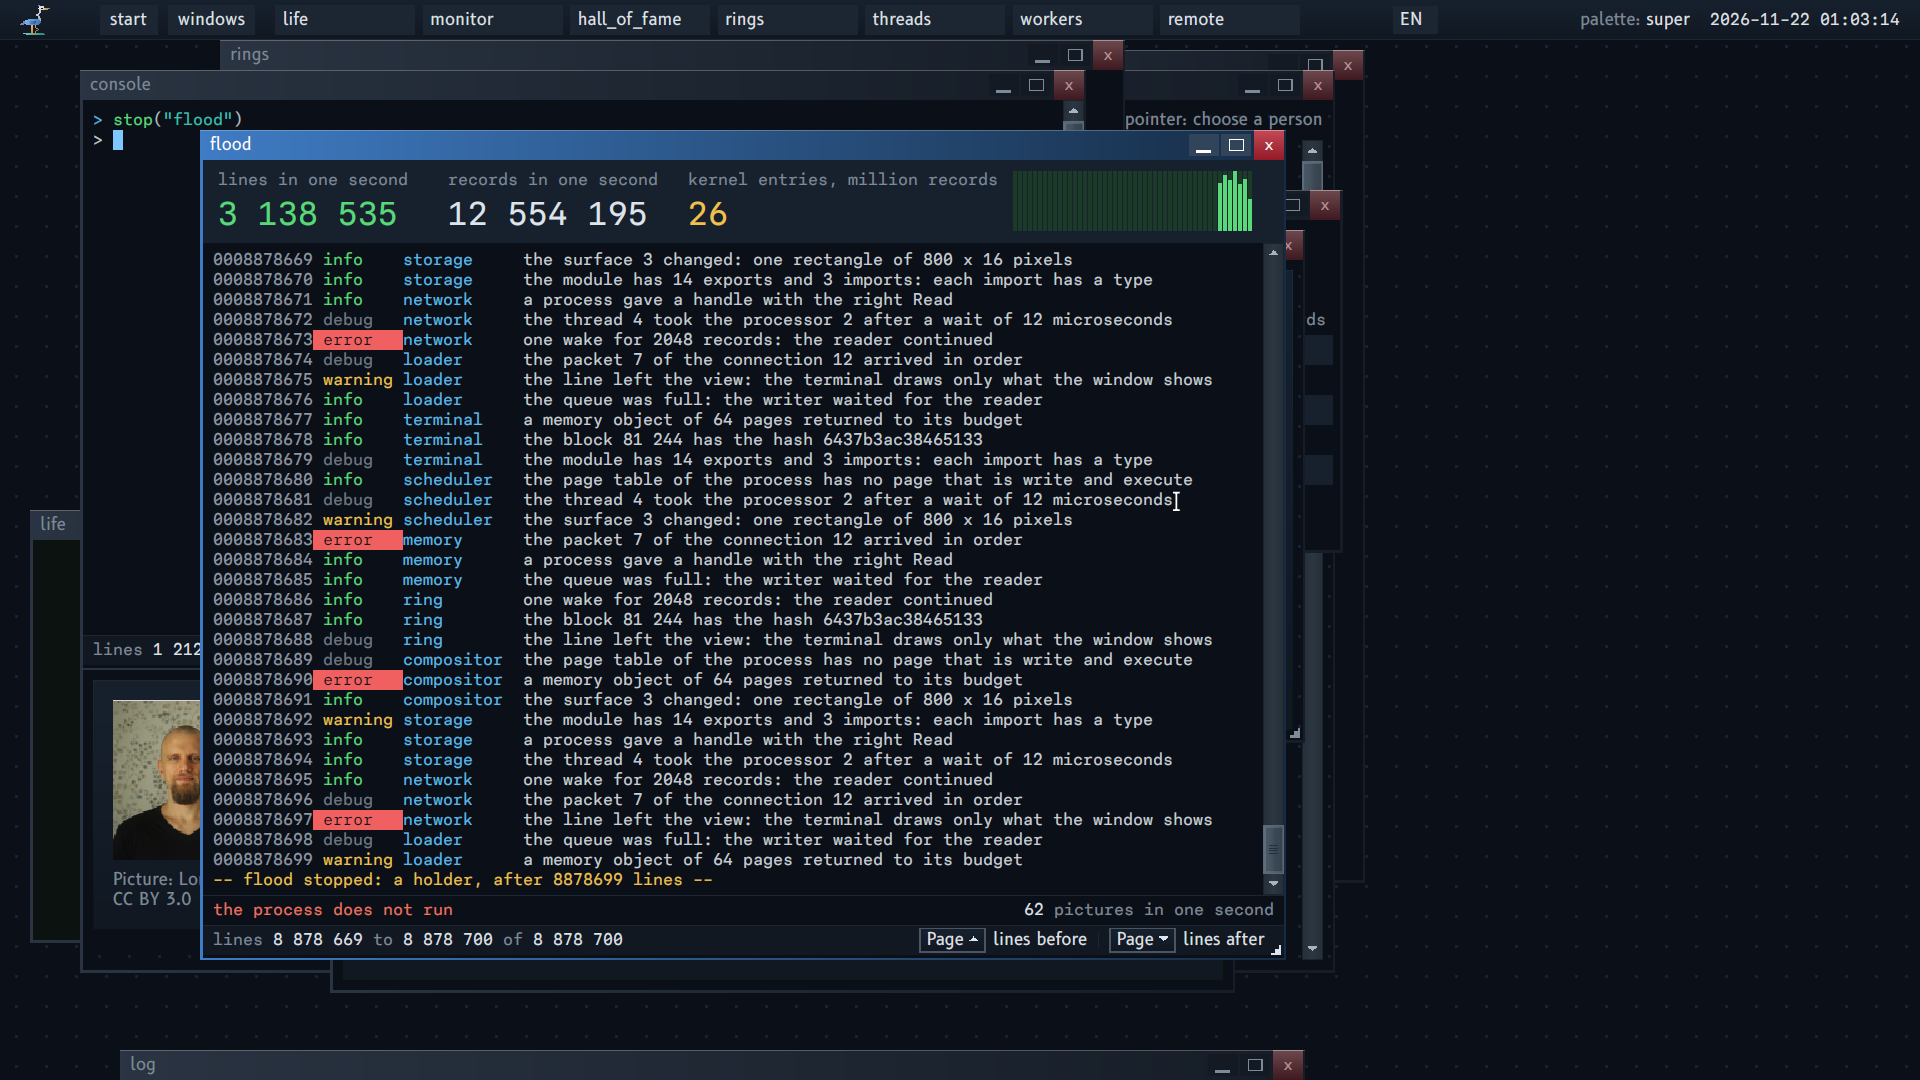 start windows life monitor hall_of_fame rings threads workers remote EN palette: super 2026-11-22 01:03:14
rings
console
> stop("flood")
>
pointer: choose a person
flood
lines in one second records in one second kernel entries, million records
3 138 535 12 554 195 26
0008878669 info storage the surface 3 changed: one rectangle of 800 x 16 pixels
0008878670 info storage the module has 14 exports and 3 imports: each import has a type
0008878671 info network a process gave a handle with the right Read
0008878672 debug network the thread 4 took the processor 2 after a wait of 12 microseconds
0008878673 error network one wake for 2048 records: the reader continued
0008878674 debug loader the packet 7 of the connection 12 arrived in order
0008878675 warning loader the line left the view: the terminal draws only what the window shows
0008878676 info loader the queue was full: the writer waited for the reader
0008878677 info terminal a memory object of 64 pages returned to its budget
0008878678 info terminal the block 81 244 has the hash 6437b3ac38465133
0008878679 debug terminal the module has 14 exports and 3 imports: each import has a type
0008878680 info scheduler the page table of the process has no page that is write and execute
0008878681 debug scheduler the thread 4 took the processor 2 after a wait of 12 microseconds
0008878682 warning scheduler the surface 3 changed: one rectangle of 800 x 16 pixels
0008878683 error memory the packet 7 of the connection 12 arrived in order
0008878684 info memory a process gave a handle with the right Read
0008878685 info memory the queue was full: the writer waited for the reader
0008878686 info ring one wake for 2048 records: the reader continued
0008878687 info ring the block 81 244 has the hash 6437b3ac38465133
0008878688 debug ring the line left the view: the terminal draws only what the window shows
0008878689 debug compositor the page table of the process has no page that is write and execute
0008878690 error compositor a memory object of 64 pages returned to its budget
0008878691 info compositor the surface 3 changed: one rectangle of 800 x 16 pixels
0008878692 warning storage the module has 14 exports and 3 imports: each import has a type
0008878693 info storage a process gave a handle with the right Read
0008878694 info storage the thread 4 took the processor 2 after a wait of 12 microseconds
0008878695 info network one wake for 2048 records: the reader continued
0008878696 debug network the packet 7 of the connection 12 arrived in order
0008878697 error network the line left the view: the terminal draws only what the window shows
0008878698 debug loader the queue was full: the writer waited for the reader
0008878699 warning loader a memory object of 64 pages returned to its budget
-- flood stopped: a holder, after 8878699 lines --
the process does not run 62 pictures in one second
lines 8 878 669 to 8 878 700 of 8 878 700 Page lines before Page lines after
ds
life
lines 1 212
Picture: Lo
CC BY 3.0
log